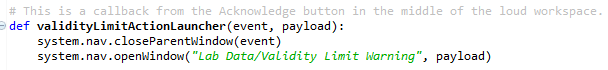 # This is a callback from the Acknowledge button in the middle of the loud workspace.
def validityLimitActionLauncher(event, payload):
    system.nav.closeParentWindow(event)
    system.nav.openWindow("Lab Data/Validity Limit Warning", payload)